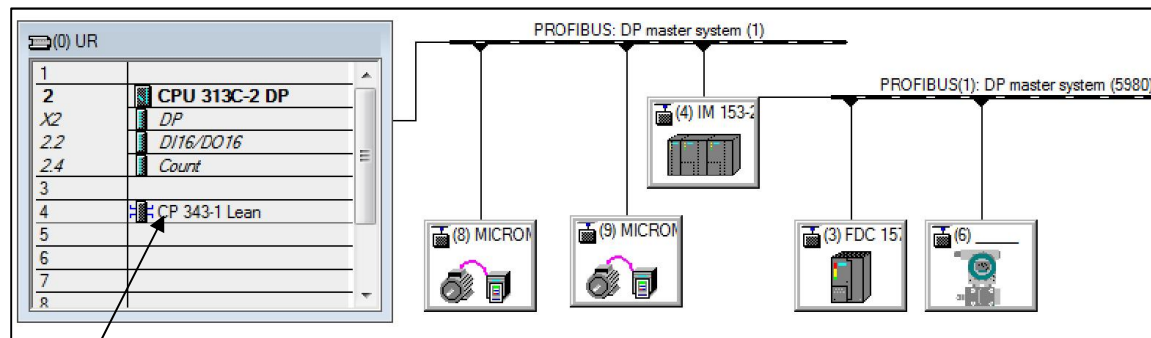 (0) UR
1
2 CPU 313C-2 DP
X2 DP
2.2 DI16/DO16
2.4 Count
3
4 CP 343-1 Lean
5
6
7
8
PROFIBUS: DP master system (1)
PROFIBUS(1): DP master system (5980)
(4) IM 153-2
(8) MICROM
(9) MICROM
(3) FDC 157
(6) _____